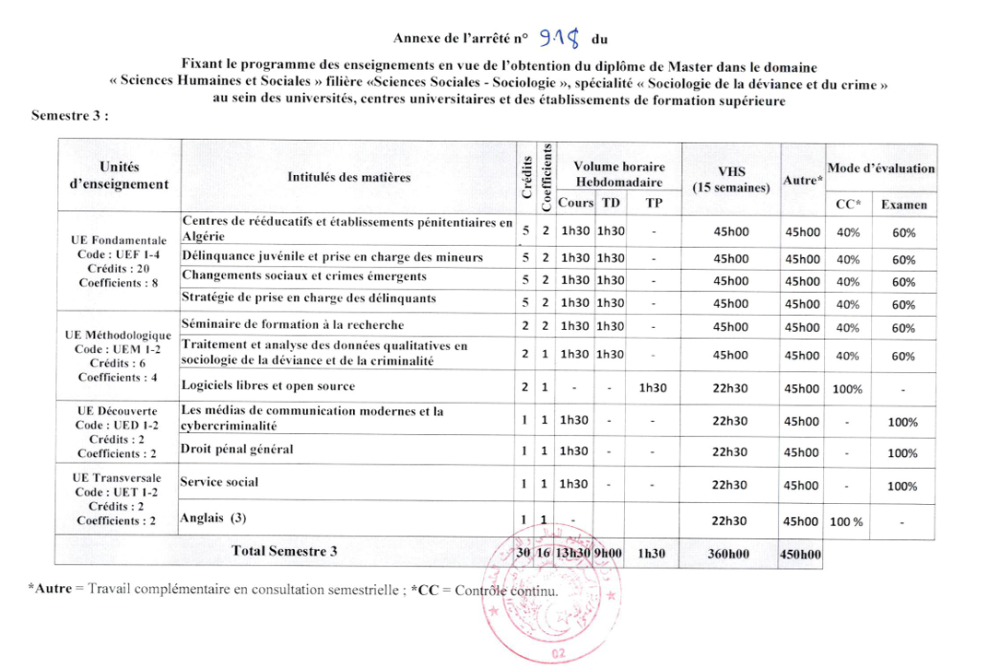 Annexe de l'arrêté n° 918 du
Fixant le programme des enseignements en vue de l'obtention du diplôme de Master dans le domaine
« Sciences Humaines et Sociales » filière «Sciences Sociales - Sociologie », spécialité « Sociologie de la déviance et du crime »
au sein des universités, centres universitaires et des établissements de formation supérieure
Semestre 3 :
Unités d'enseignement Intitulés des matières Crédits Coefficients Volume horaire Hebdomadaire VHS (15 semaines) Autre* Mode d'évaluation
Cours TD TP CC* Examen
UE Fondamentale
Code : UEF 1-4
Crédits : 20
Coefficients : 8
Centres de rééducatifs et établissements pénitentiaires en
Algérie 5 2 1h30 1h30 - 45h00 45h00 40% 60%
Délinquance juvénile et prise en charge des mineurs 5 2 1h30 1h30 - 45h00 45h00 40% 60%
Changements sociaux et crimes émergents 5 2 1h30 1h30 - 45h00 45h00 40% 60%
Stratégie de prise en charge des délinquants 5 2 1h30 1h30 - 45h00 45h00 40% 60%
UE Méthodologique
Code : UEM 1-2
Crédits : 6
Coefficients : 4
Séminaire de formation à la recherche 2 2 1h30 1h30 - 45h00 45h00 40% 60%
Traitement et analyse des données qualitatives en
sociologie de la déviance et de la criminalité 2 1 1h30 1h30 - 45h00 45h00 40% 60%
Logiciels libres et open source 2 1 - - 1h30 22h30 45h00 100% -
UE Découverte
Code : UED 1-2
Crédits : 2
Coefficients : 2
Les médias de communication modernes et la
cybercriminalité 1 1 1h30 - - 22h30 45h00 - 100%
Droit pénal général 1 1 1h30 - - 22h30 45h00 - 100%
UE Transversale
Code : UET 1-2
Crédits : 2
Coefficients : 2
Service social 1 1 1h30 - - 22h30 45h00 - 100%
Anglais (3) 1 1 - 22h30 45h00 100 % -
Total Semestre 3 30 16 13h30 9h00 1h30 360h00 450h00
*Autre = Travail complémentaire en consultation semestrielle ; *CC = Contrôle continu.
02